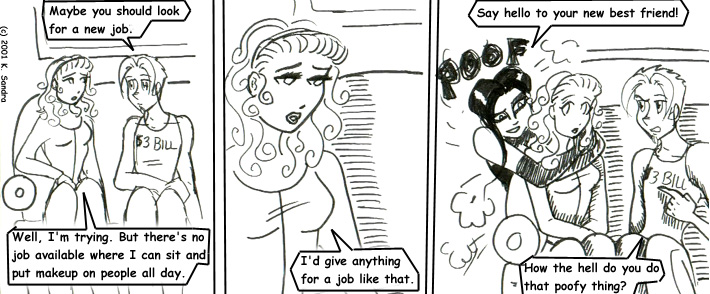 (c) 2001 K. Sandra
Maybe you should look
for a new job.
$3 BILL
Well, I'm trying. But there's no
job available where I can sit and
put makeup on people all day.
I'd give anything
for a job like that.
Say hello to your new best friend!
POOF
$3 BILL
How the hell do you do
that poofy thing?